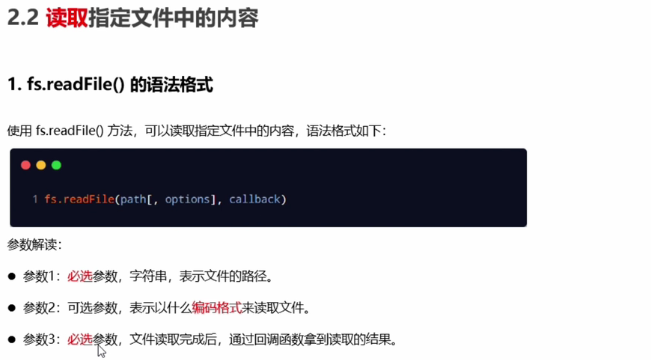 2.2 读取指定文件中的内容
1. fs.readFile() 的语法格式
使用 fs.readFile() 方法，可以读取指定文件中的内容，语法格式如下：
1 fs.readFile(path[, options], callback)
参数解读：
● 参数1：必选参数，字符串，表示文件的路径。
● 参数2：可选参数，表示以什么编码格式来读取文件。
● 参数3：必选参数，文件读取完成后，通过回调函数拿到读取的结果。